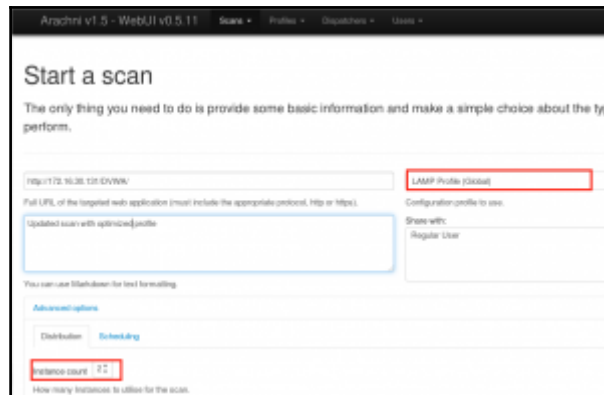 Arachni v1.5 - WebUI v0.5.11 Scans Profiles Dispatchers Users
Start a scan
The only thing you need to do is provide some basic information and make a simple choice about the ty
perform.
http://172.16.30.131/DVWA/ LAMP Profile (Global)
Full URL of the targeted web application (must include the appropriate protocol, http or https). Configuration profile to use.
Updated scan with optimized profile Share with:
Regular User
You can use Markdown for text formatting.
Advanced options
Distribution Scheduling
Instance count 2
How many Instances to utilise for the scan.